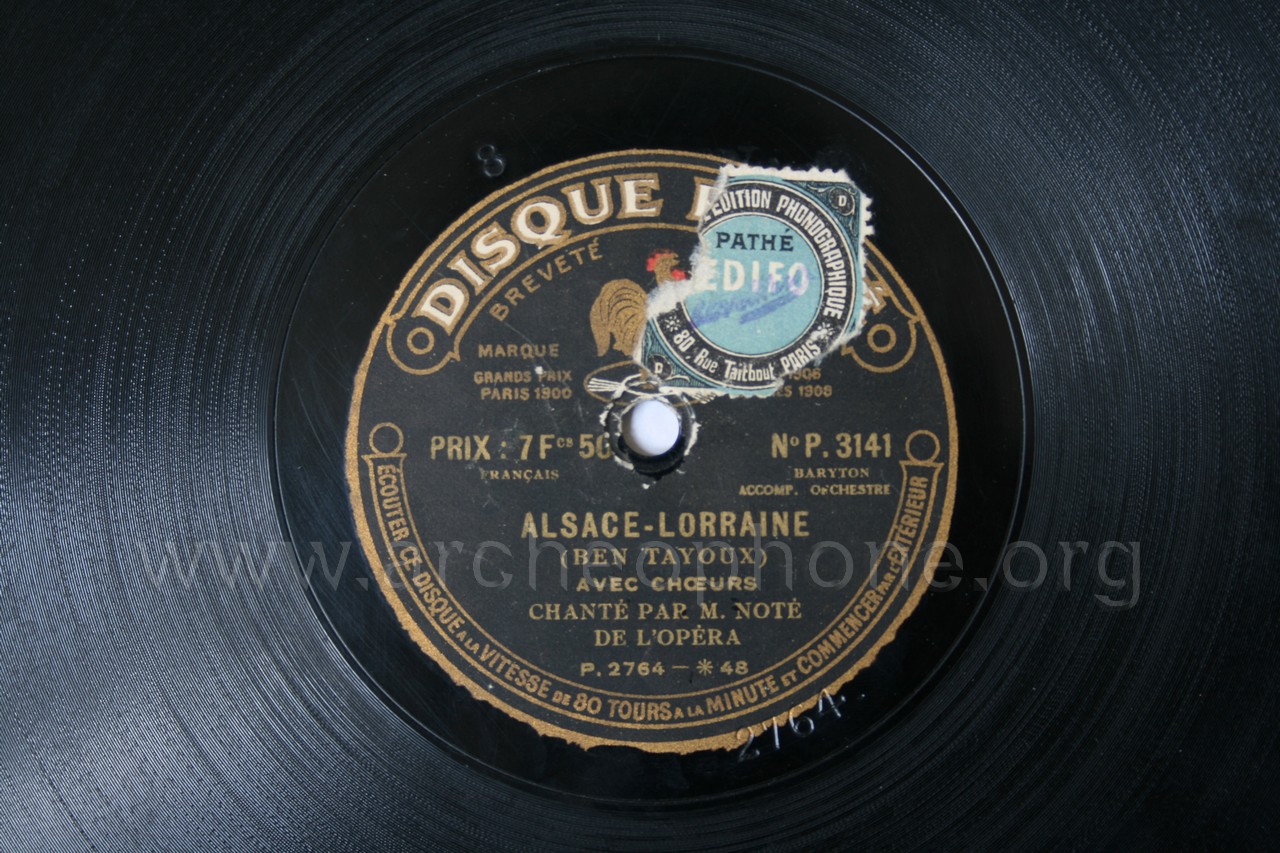 8
DISQUE
BREVETÉ
L'ÉDITION PHONOGRAPHIQUE
D
PATHÉ
EDIFO
80, Rue Taitbout PARIS
D
MARQUE
GRANDS PRIX 1906
PARIS 1900 1908
PRIX : 7 Fcs 50 No P. 3141
FRANÇAIS BARYTON
ACCOMP. ORCHESTRE
ALSACE-LORRAINE
(BEN TAYOUX)
AVEC CHŒURS
CHANTÉ PAR M. NOTÉ
DE L'OPÉRA
P. 2764 — * 48
ÉCOUTER CE DISQUE A LA VITESSE DE 80 TOURS A LA MINUTE ET COMMENCER PAR L'EXTÉRIEUR
2764
www.archeophone.org